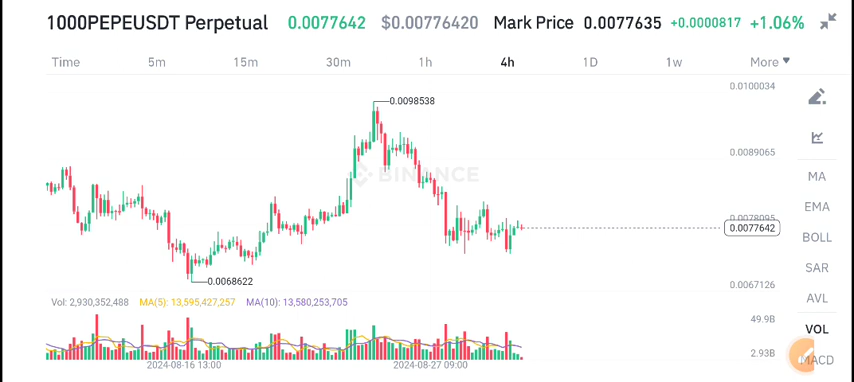 1000PEPEUSDT Perpetual 0.0077642 $0.00776420 Mark Price 0.0077635 +0.0000817 +1.06%
Time 5m 15m 30m 1h 4h 1D 1w More
0.0100034
0.0098538
MA
0.0089065
BINANCE
EMA
0.0078095
0.0077642
BOLL
SAR
0.0068622
0.0067126
AVL
Vol: 2,930,352,488 MA(5): 13,595,427,257 MA(10): 13,580,253,705
49.9B
VOL
2.93B
MACD
2024-08-16 13:00 2024-08-27 09:00